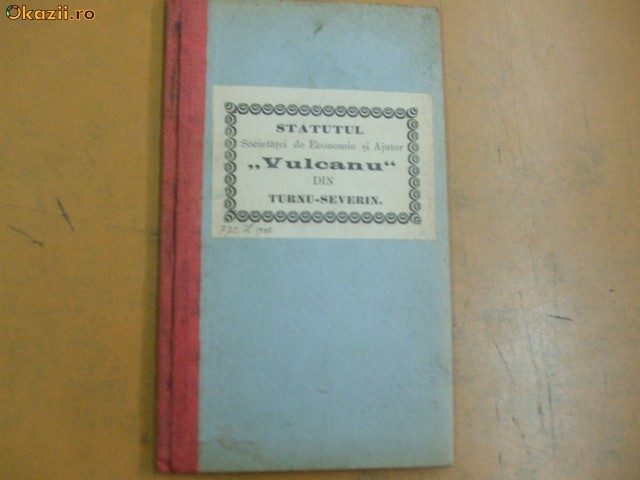 Okazii.ro
STATUTUL
Societăței de Economie și Ajutor
„Vulcanu“
DIN
TURNU-SEVERIN.